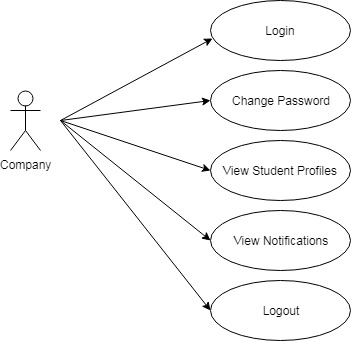 Login
Change Password
Company
View Student Profiles
View Notifications
Logout